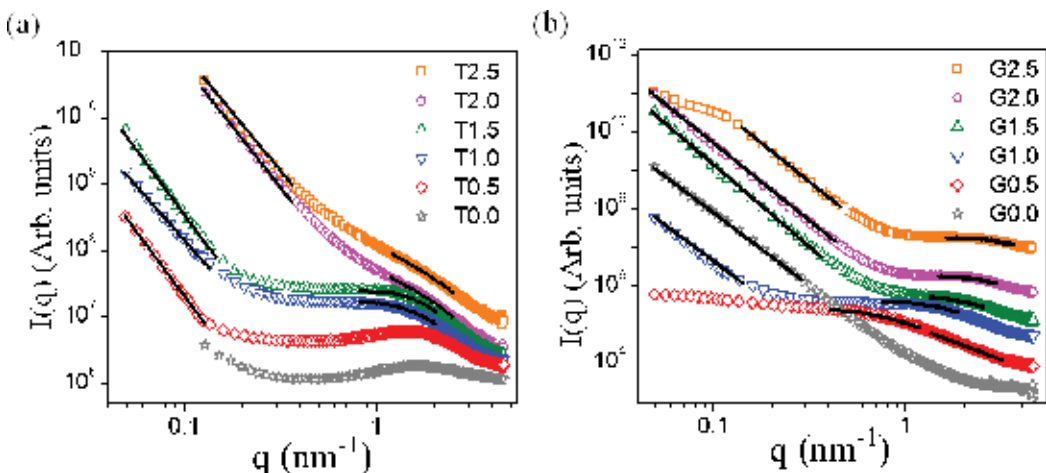 (a)
T2.5
T2.0
T1.5
T1.0
T0.5
T0.0
I(q) (Arb. units)
0.1
1
q (nm⁻¹)
(b)
G2.5
G2.0
G1.5
G1.0
G0.5
G0.0
I(q) (Arb. units)
0.1
1
q (nm⁻¹)